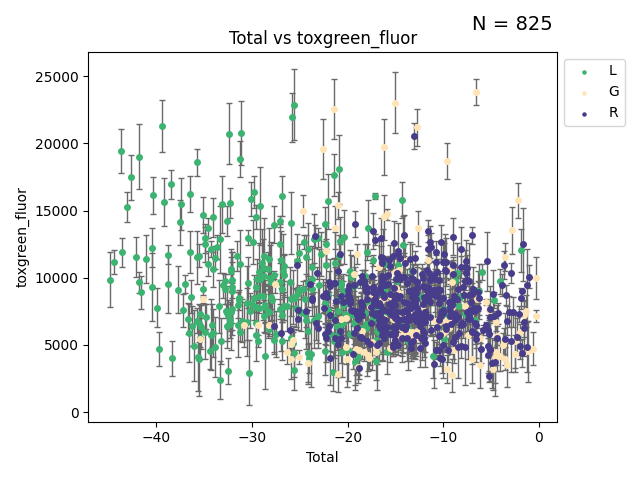 N = 825
Total vs toxgreen_fluor
L
G
R
25000
20000
15000
10000
5000
0
toxgreen_fluor
−40 −30 −20 −10 0
Total